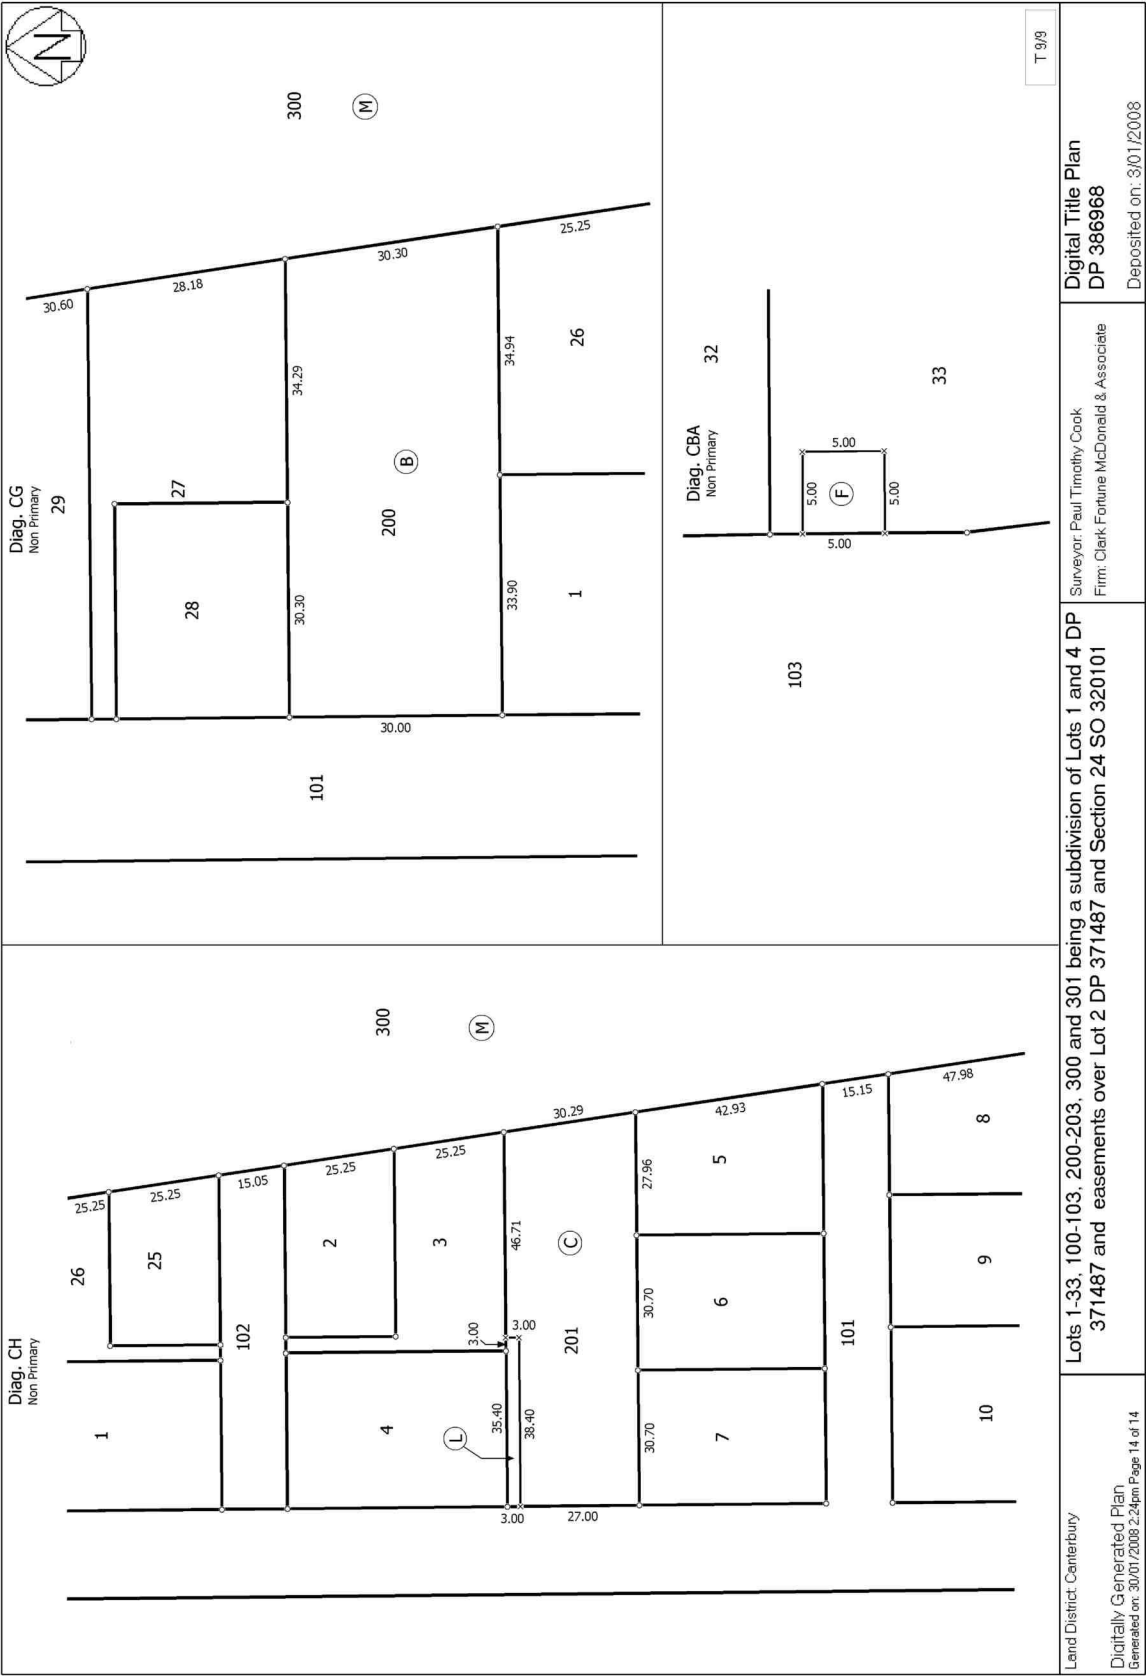 Diag. CH
Non Primary
26
25.25
25
25.25
1
102
15.05
2
25.25
3
25.25
4
L
3.00
3.00
35.40
38.40
46.71
3.00
27.00
201
C
30.29
300
M
27.96
30.70
30.70
5
42.93
6
7
101
15.15
47.98
8
9
10
Diag. CG
Non Primary
29
30.60
28.18
27
28
30.30
34.29
300
M
30.30
B
200
30.00
101
33.90
34.94
25.25
26
1
Diag. CBA
Non Primary
32
5.00
5.00
F
5.00
5.00
33
103
N
T 9/9
Land District: Canterbury
Digitally Generated Plan
Generated on: 30/01/2008 2:24pm Page 14 of 14
Lots 1-33, 100-103, 200-203, 300 and 301 being a subdivision of Lots 1 and 4 DP
371487 and easements over Lot 2 DP 371487 and Section 24 SO 320101
Surveyor: Paul Timothy Cook
Firm: Clark Fortune McDonald & Associate
Digital Title Plan
DP 386968
Deposited on: 3/01/2008